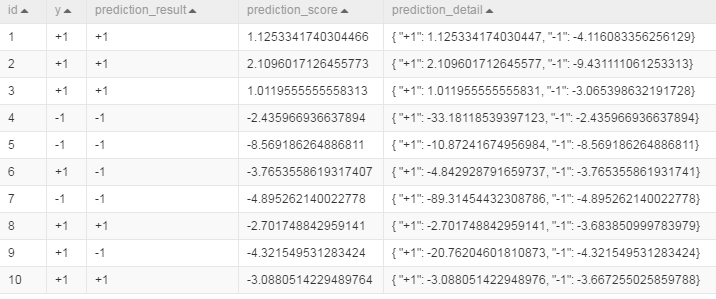 id y prediction_result prediction_score prediction_detail
1 +1 +1 1.1253341740304466 { "+1": 1.125334174030447, "-1": -4.116083356256129}
2 +1 +1 2.1096017126455773 { "+1": 2.109601712645577, "-1": -9.431111061253313}
3 +1 +1 1.0119555555558313 { "+1": 1.011955555555831, "-1": -3.065398632191728}
4 -1 -1 -2.435966936637894 { "+1": -33.18118539397123, "-1": -2.435966936637894}
5 -1 -1 -8.569186264886811 { "+1": -10.87241674956984, "-1": -8.569186264886811}
6 +1 -1 -3.7653558619317407 { "+1": -4.842928791659737, "-1": -3.765355861931741}
7 -1 -1 -4.895262140022778 { "+1": -89.31454432308786, "-1": -4.895262140022778}
8 +1 +1 -2.701748842959141 { "+1": -2.701748842959141, "-1": -3.683850999783979}
9 +1 -1 -4.321549531283424 { "+1": -20.76204601810873, "-1": -4.321549531283424}
10 +1 +1 -3.0880514229489764 { "+1": -3.088051422948976, "-1": -3.667255025859788}